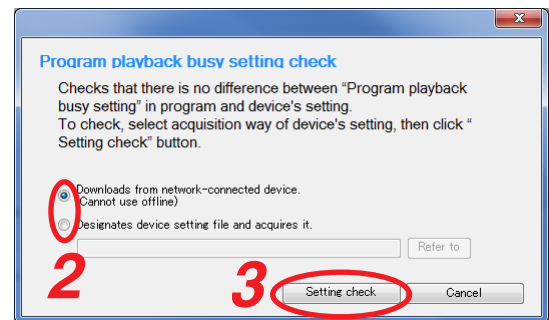 x
Program playback busy setting check
Checks that there is no difference between "Program playback
busy setting" in program and device's setting.
To check, select acquisition way of device's setting, then click "
Setting check" button.
Downloads from network-connected device.
(Cannot use offline)
Designates device setting file and acquires it.
Refer to
2
3
Setting check
Cancel